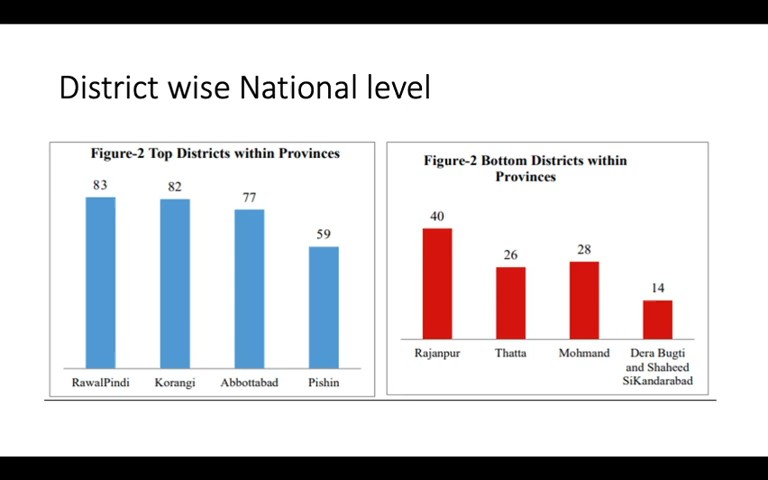 District wise National level
Figure-2 Top Districts within Provinces
83
82
77
59
RawalPindi
Korangi
Abbottabad
Pishin
Figure-2 Bottom Districts within
Provinces
40
26
28
14
Rajanpur
Thatta
Mohmand
Dera Bugti
and Shaheed
SiKandarabad